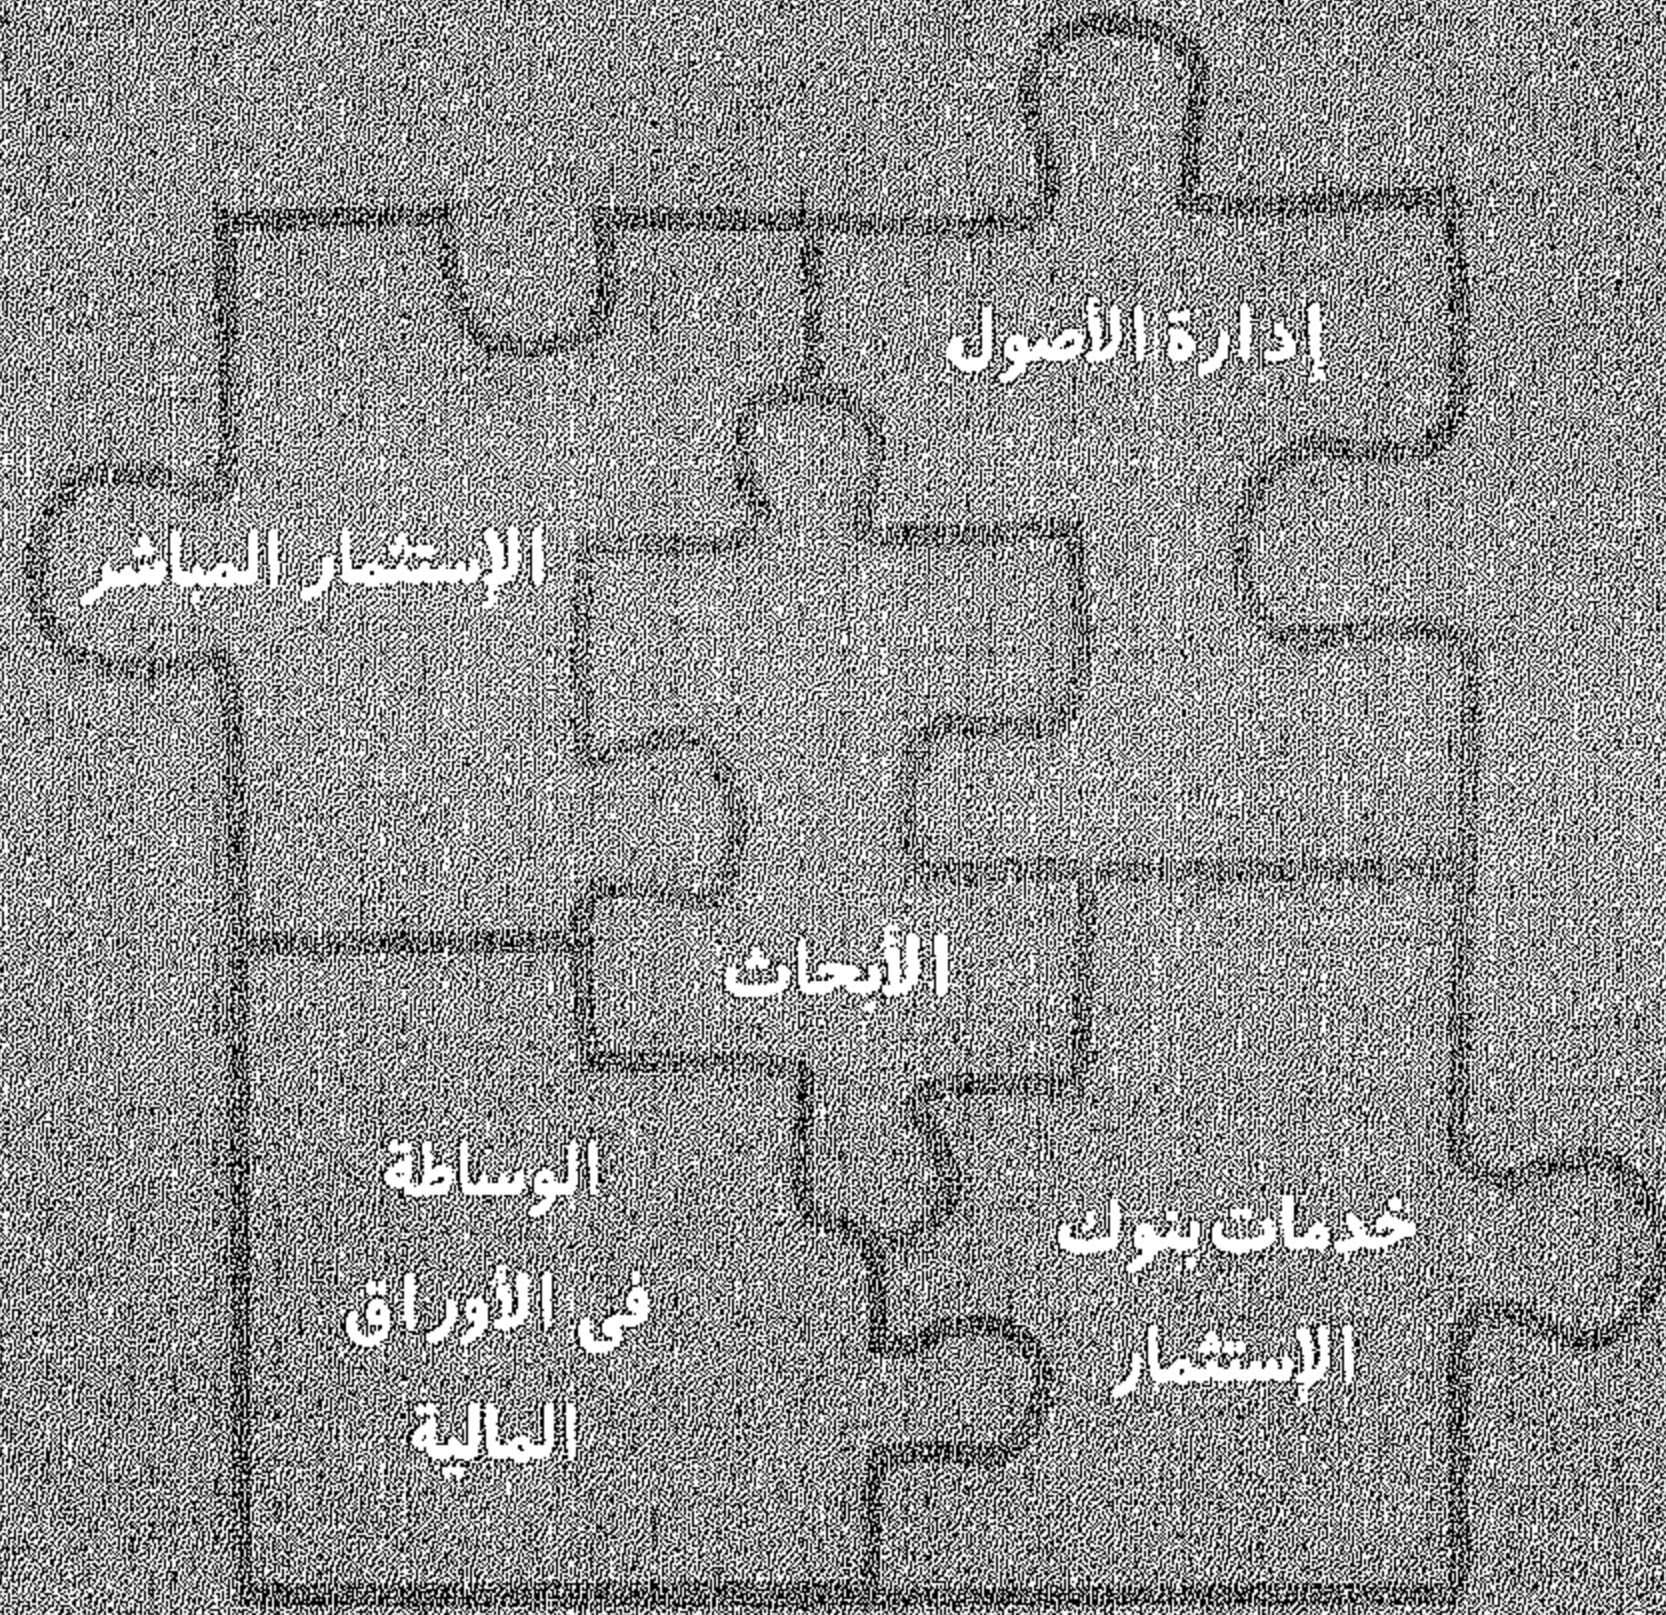 إدارة الأصول
الإستثمار المباشر
الأبحاث
الوساطة
فى الأوراق
المالية
خدمات بنوك
الإستثمار